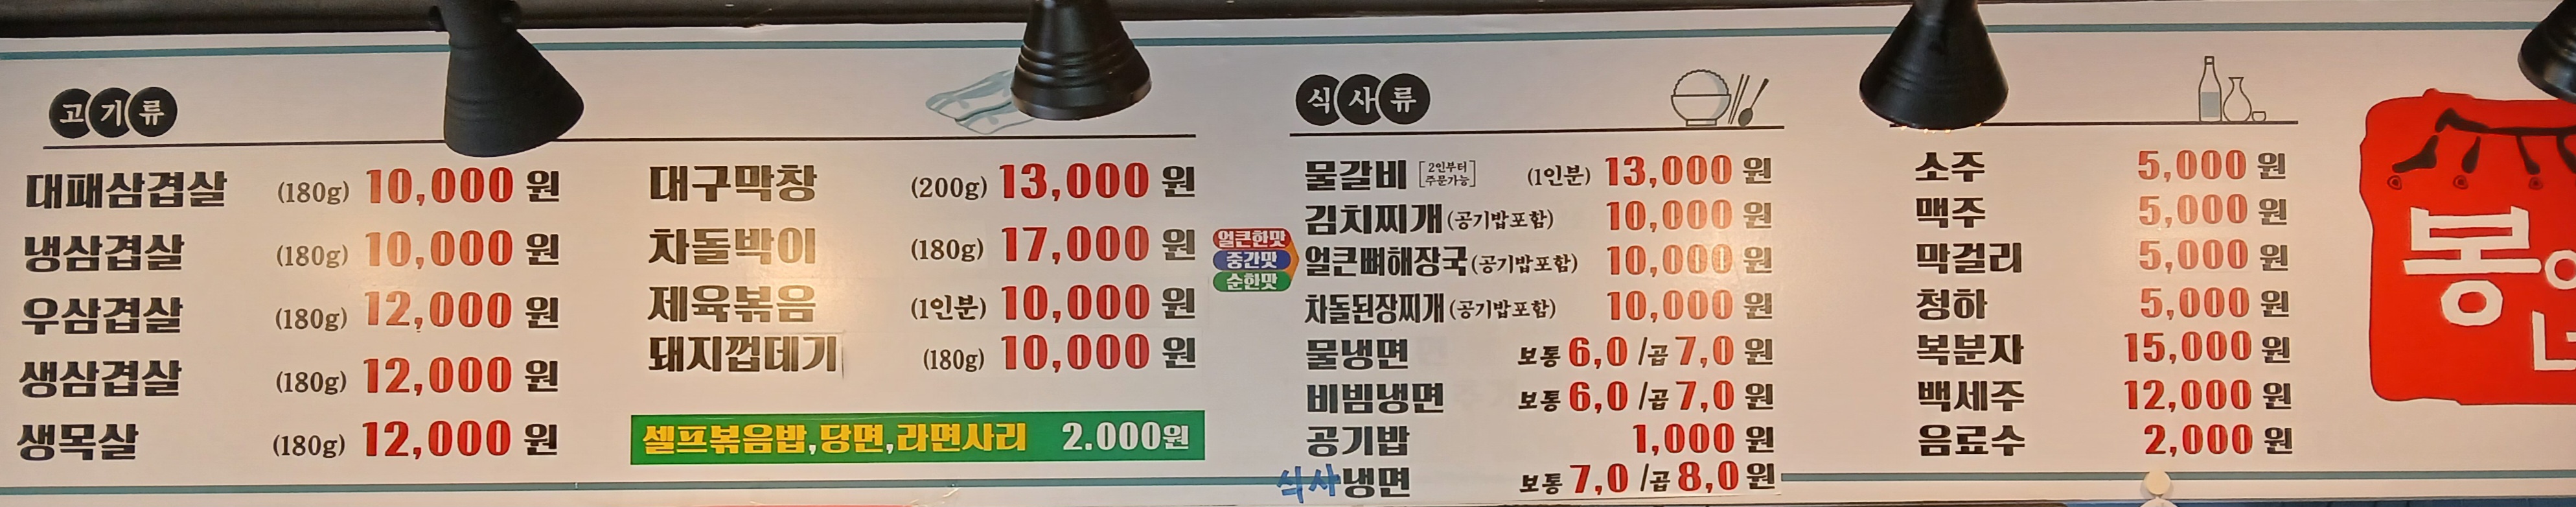 고기류
대패삼겹살 (180g) 10,000 원
냉삼겹살 (180g) 10,000 원
우삼겹살 (180g) 12,000 원
생삼겹살 (180g) 12,000 원
생목살 (180g) 12,000 원
대구막창 (200g) 13,000 원
차돌박이 (180g) 17,000 원
제육볶음 (1인분) 10,000 원
돼지껍데기 (180g) 10,000 원
셀프볶음밥,당면,라면사리 2.000원
식사류
물갈비 [2인부터 주문가능] (1인분) 13,000 원
김치찌개(공기밥포함) 10,000 원
얼큰한맛
중간맛
순한맛
얼큰뼈해장국(공기밥포함) 10,000 원
차돌된장찌개(공기밥포함) 10,000 원
물냉면 보통 6,0 /곱 7,0 원
비빔냉면 보통 6,0 /곱 7,0 원
공기밥 1,000 원
식사냉면 보통 7,0 /곱 8,0 원
소주 5,000 원
맥주 5,000 원
막걸리 5,000 원
청하 5,000 원
복분자 15,000 원
백세주 12,000 원
음료수 2,000 원
봉